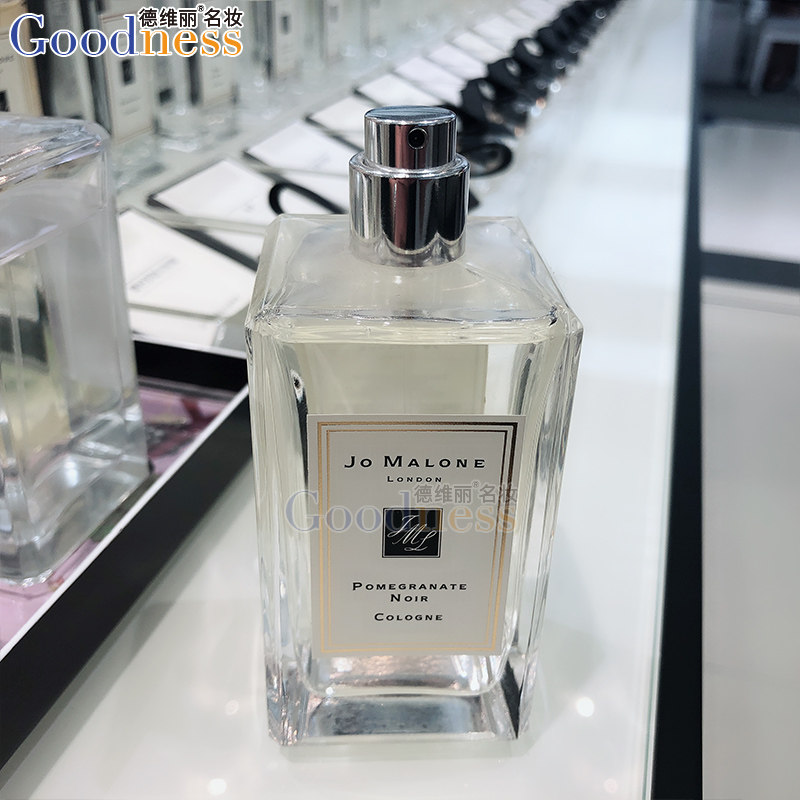 德维丽®名妆
Goodness
JO MALONE
LONDON
德维丽®名妆
Goodness
JML
POMEGRANATE
NOIR
COLOGNE